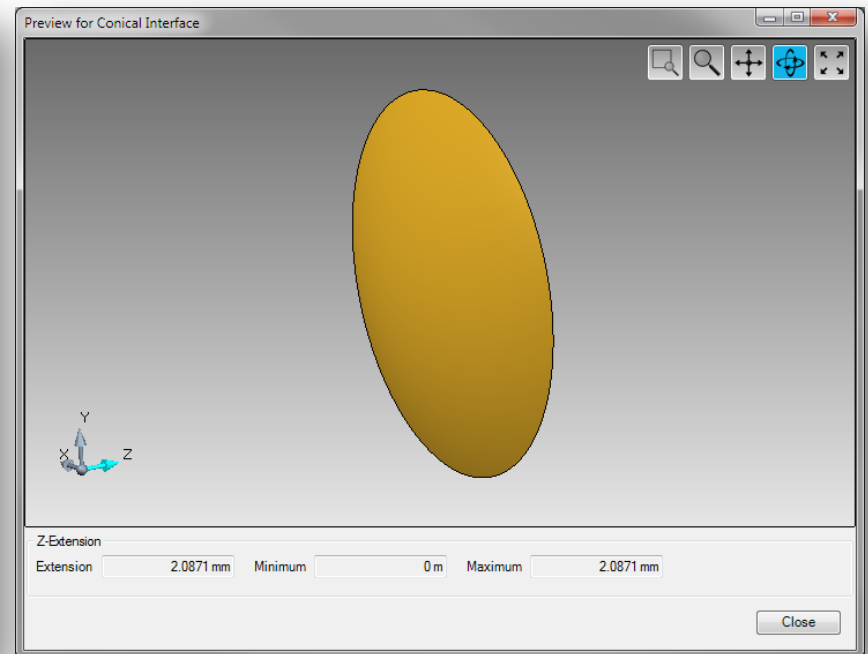 Preview for Conical Interface
Y
X Z
Z-Extension
Extension 2.0871 mm Minimum 0 m Maximum 2.0871 mm
Close